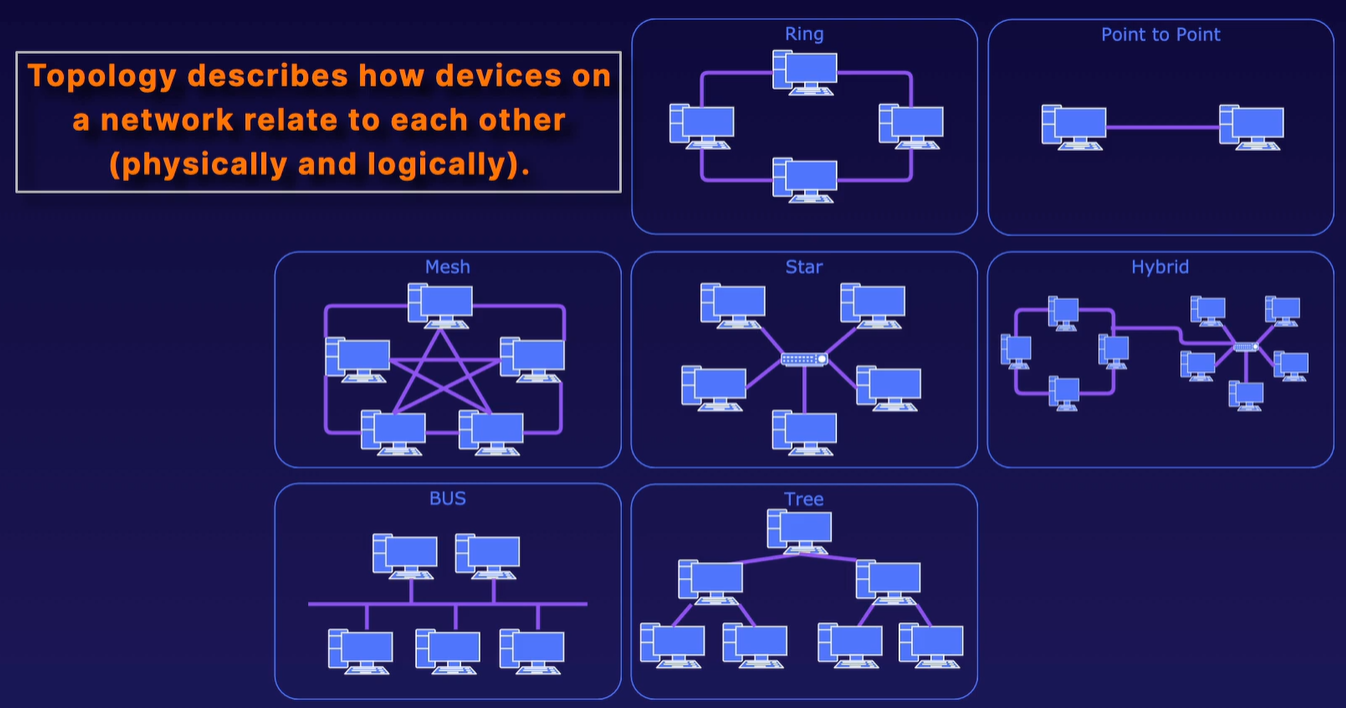 Topology describes how devices on
a network relate to each other
(physically and logically).
Ring
Point to Point
Mesh
Star
Hybrid
BUS
Tree